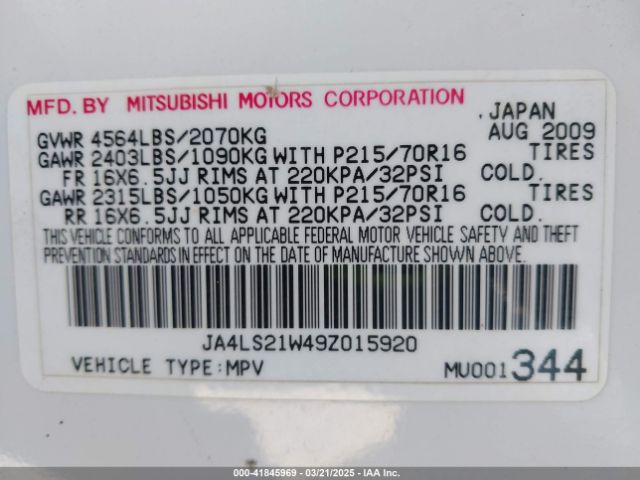 MFD. BY MITSUBISHI MOTORS CORPORATION
JAPAN
GVWR 4564LBS/2070KG AUG 2009
GAWR 2403LBS/1090KG WITH P215/70R16 TIRES
FR 16X6.5JJ RIMS AT 220KPA/32PSI COLD.
GAWR 2315LBS/1050KG WITH P215/70R16 TIRES
RR 16X6.5JJ RIMS AT 220KPA/32PSI COLD.
THIS VEHICLE CONFORMS TO ALL APPLICABLE FEDERAL MOTOR VEHICLE SAFETY AND THEFT
PREVENTION STANDARDS IN EFFECT ON THE DATE OF MANUFACTURE SHOWN ABOVE.
JA4LS21W49Z015920
VEHICLE TYPE:MPV MU001344
000-41845969 - 03/21/2025 - IAA Inc.